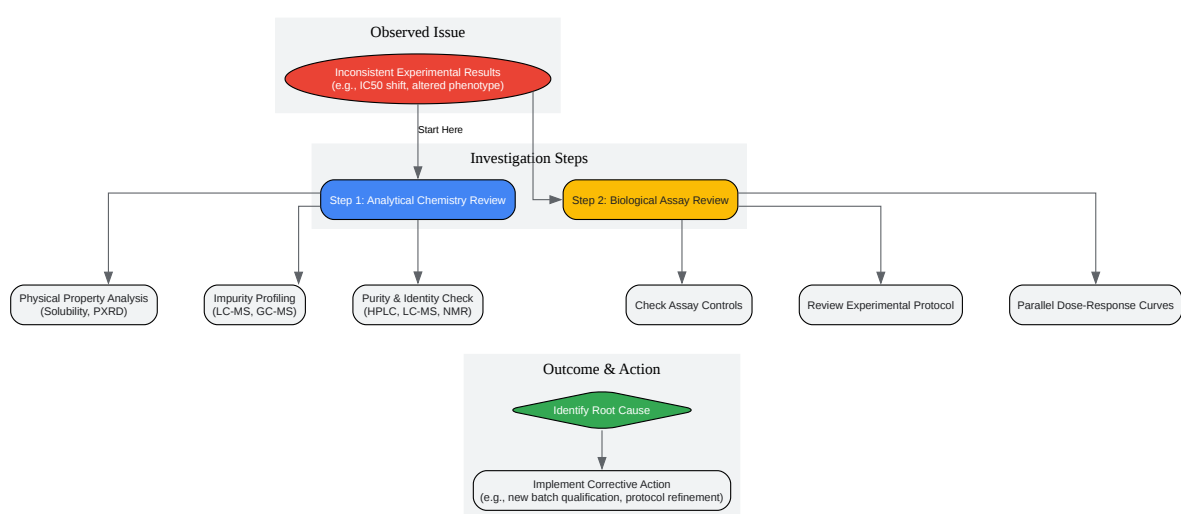 Observed Issue
Inconsistent Experimental Results
(e.g., IC50 shift, altered phenotype)
Start Here
Investigation Steps
Step 1: Analytical Chemistry Review
Step 2: Biological Assay Review
Physical Property Analysis
(Solubility, PXRD)
Impurity Profiling
(LC-MS, GC-MS)
Purity & Identity Check
(HPLC, LC-MS, NMR)
Check Assay Controls
Review Experimental Protocol
Parallel Dose-Response Curves
Outcome & Action
Identify Root Cause
Implement Corrective Action
(e.g., new batch qualification, protocol refinement)